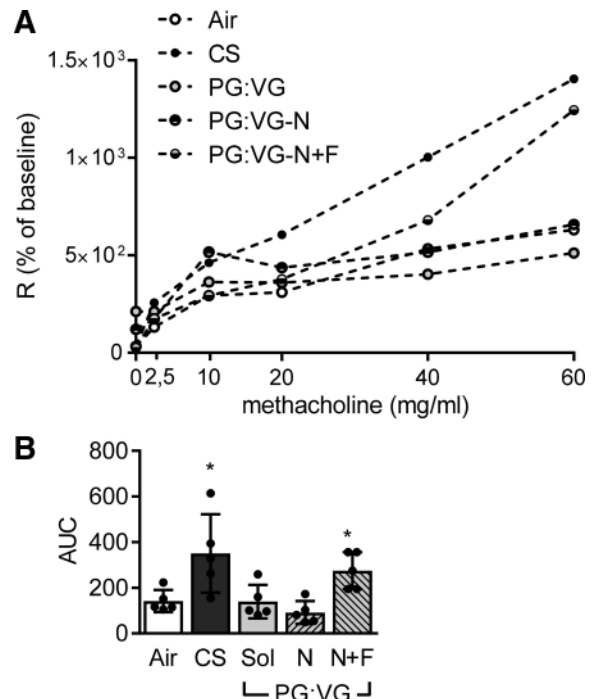 A
Air
CS
PG:VG
PG:VG-N
PG:VG-N+F
1.5× 10³
1× 10³
5× 10²
0
R (% of baseline)
0 2,5 10 20 40 60
methacholine (mg/ml)
B
800
600
400
200
0
AUC
* *
Air CS Sol N N+F
PG:VG